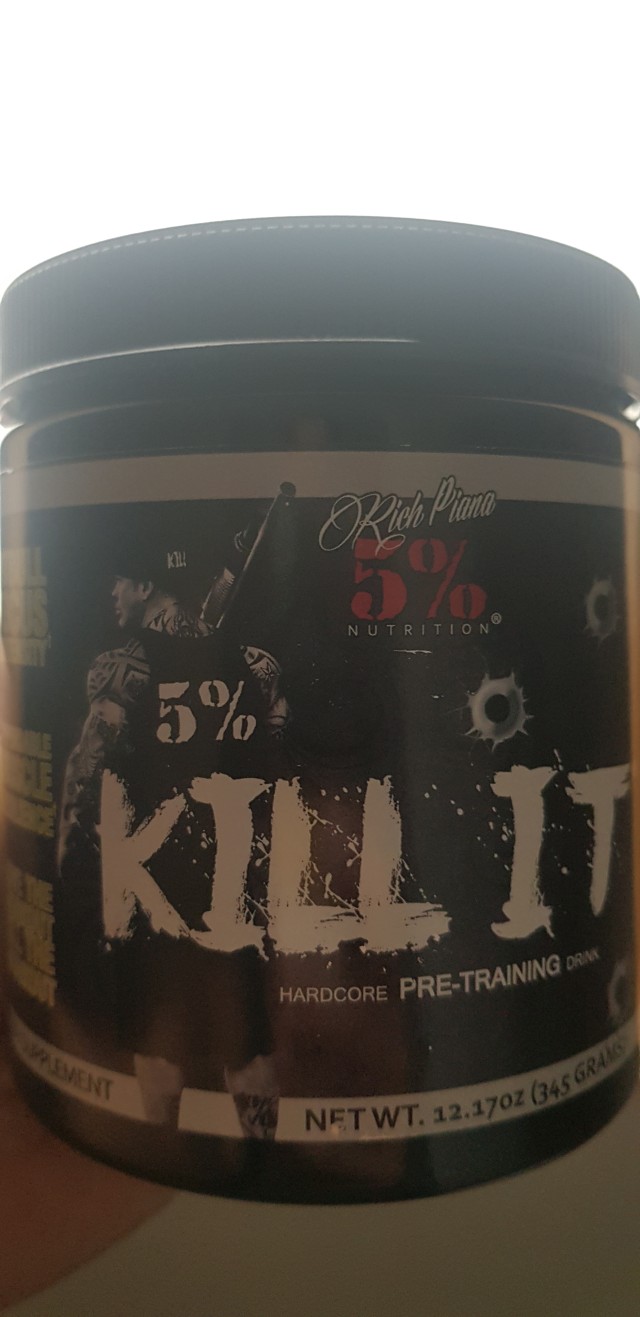 Rich Piana
5%
NUTRITION®
KILL
5%
KILL IT
HARDCORE PRE-TRAINING DRINK
SUPPLEMENT
NET WT. 12.17OZ (345 GRAMS)